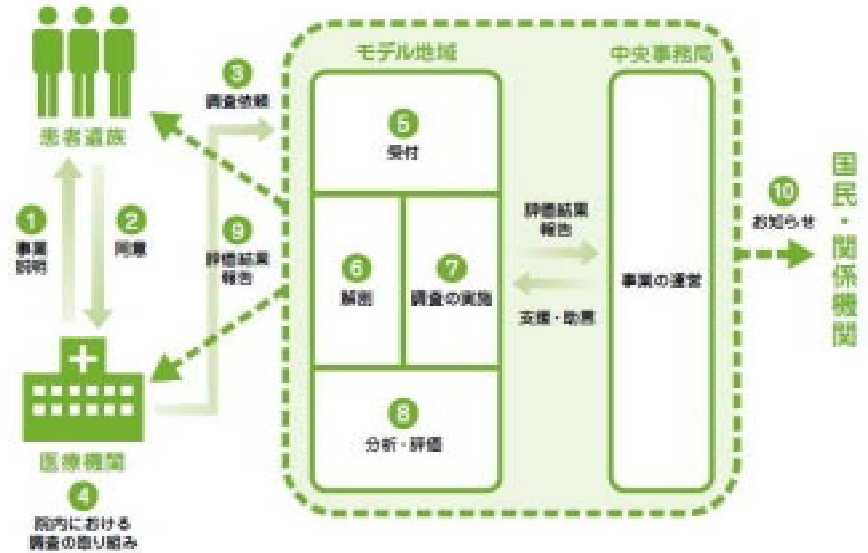 モデル地域
中央事務局
③
調査依頼
患者遺族
⑤
受付
①
事業
説明
②
同意
⑨
評価結果
報告
⑥
解剖
⑦
調査の実施
評価結果
報告
支援・助言
事業の運営
⑩
お知らせ
国民・関係機関
⑧
分析・評価
医療機関
④
院内における
調査の取り組み